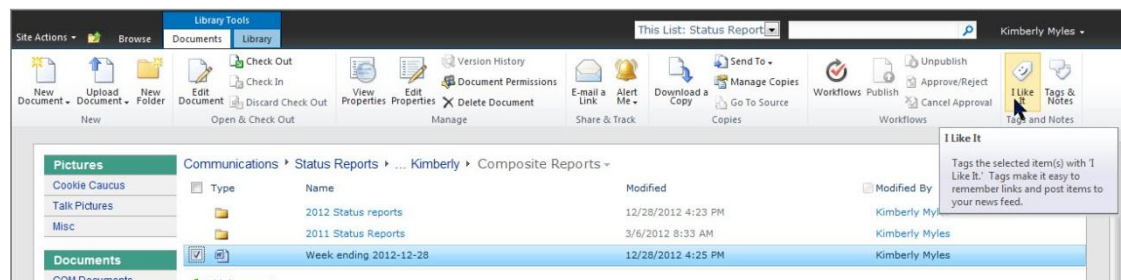 Library Tools
Site Actions Browse Documents Library This List: Status Report Kimberly Myles
New Document
Upload Document
New Folder
New
Edit Document
Check Out
Check In
Discard Check Out
Open & Check Out
View Properties
Edit Properties
Version History
Document Permissions
Delete Document
Manage
E-mail a Link
Alert Me
Share & Track
Download a Copy
Send To
Manage Copies
Go To Source
Copies
Workflows
Publish
Unpublish
Approve/Reject
Cancel Approval
Workflows
I Like It
Tags & Notes
Tags and Notes
I Like It
Tags the selected item(s) with 'I
Like It.' Tags make it easy to
remember links and post items to
your news feed.
Pictures
Cookie Caucus
Talk Pictures
Misc
Documents
COM Documents
Communications Status Reports ... Kimberly Composite Reports
Type Name Modified Modified By
2012 Status reports 12/28/2012 4:23 PM Kimberly Myles
2011 Status Reports 3/6/2012 8:33 AM Kimberly Myles
Week ending 2012-12-28 12/28/2012 4:25 PM Kimberly Myles